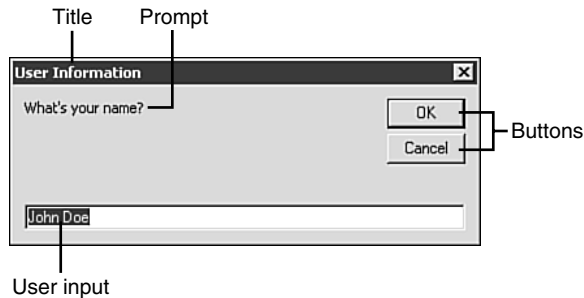 Title Prompt
User Information
What's your name?
OK
Cancel
Buttons
John Doe
User input